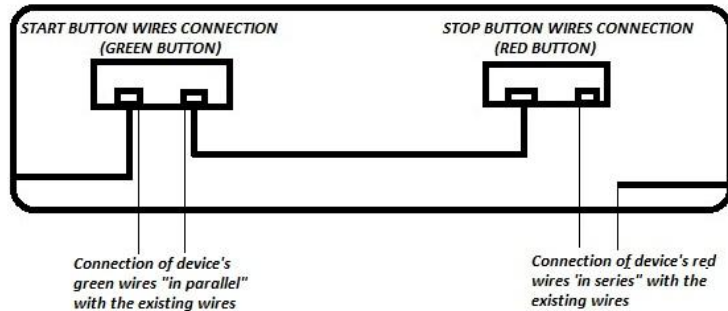 START BUTTON WIRES CONNECTION
(GREEN BUTTON)
STOP BUTTON WIRES CONNECTION
(RED BUTTON)
Connection of device's
green wires "in parallel"
with the existing wires
Connection of device's red
wires 'in series" with the
existing wires